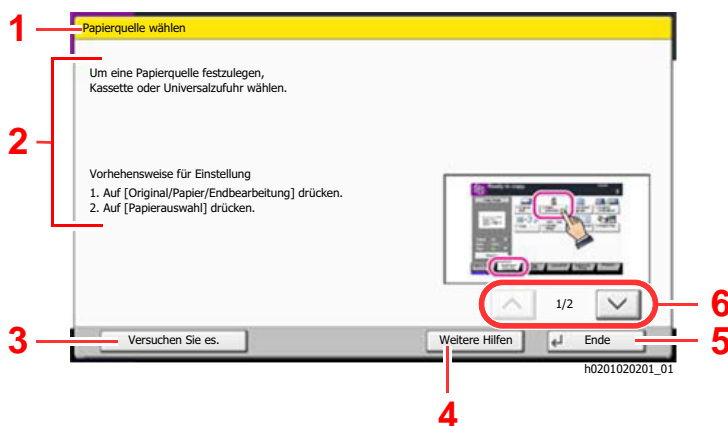 1
Papierquelle wählen
2
Um eine Papierquelle festzulegen,
Kassette oder Universalzufuhr wählen.
Vorhehensweise für Einstellung
1. Auf [Original/Papier/Endbearbeitung] drücken.
2. Auf [Papierauswahl] drücken.
1/2
6
3
Versuchen Sie es.
Weitere Hilfen
Ende
5
h0201020201_01
4